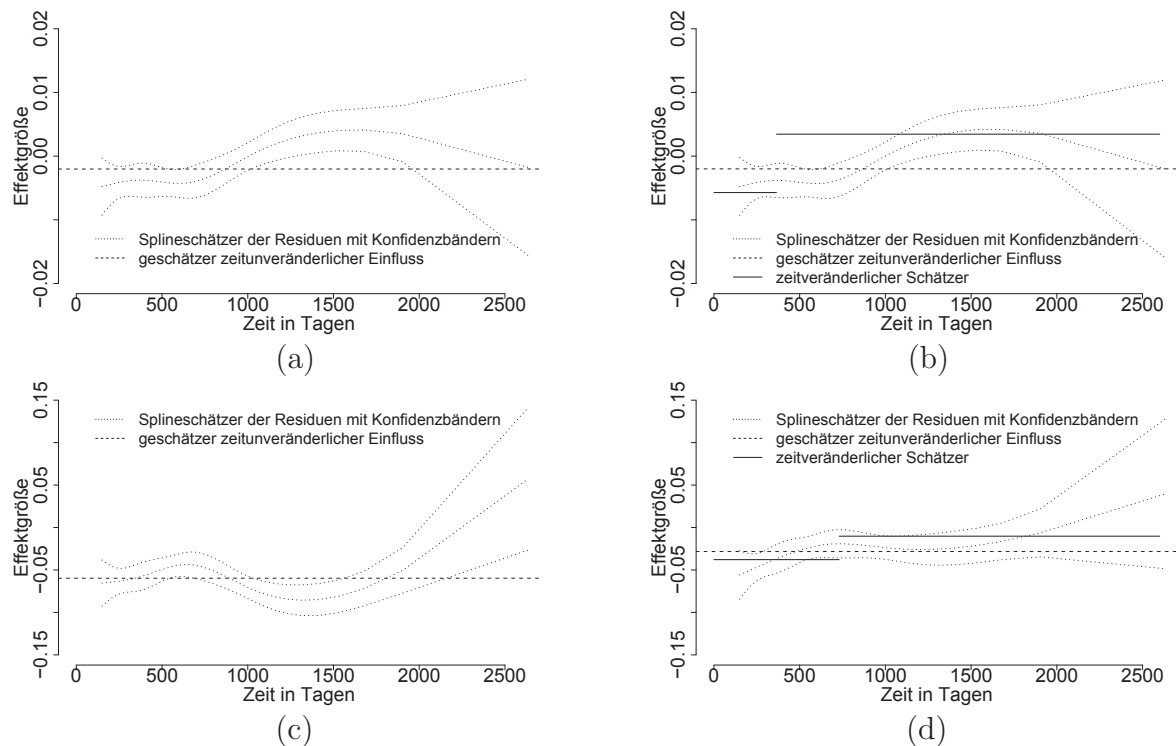 Effektgröße
0.02
0.01
0.00
−0.02
Splineschätzer der Residuen mit Konfidenzbändern
geschätzer zeitunveränderlicher Einfluss
0 500 1000 1500 2000 2500
Zeit in Tagen
(a)
Effektgröße
0.02
0.01
0.00
−0.02
Splineschätzer der Residuen mit Konfidenzbändern
geschätzer zeitunveränderlicher Einfluss
zeitveränderlicher Schätzer
0 500 1000 1500 2000 2500
Zeit in Tagen
(b)
Effektgröße
0.15
0.05
−0.05
−0.15
Splineschätzer der Residuen mit Konfidenzbändern
geschätzer zeitunveränderlicher Einfluss
0 500 1000 1500 2000 2500
Zeit in Tagen
(c)
Effektgröße
0.15
0.05
−0.05
−0.15
Splineschätzer der Residuen mit Konfidenzbändern
geschätzer zeitunveränderlicher Einfluss
zeitveränderlicher Schätzer
0 500 1000 1500 2000 2500
Zeit in Tagen
(d)